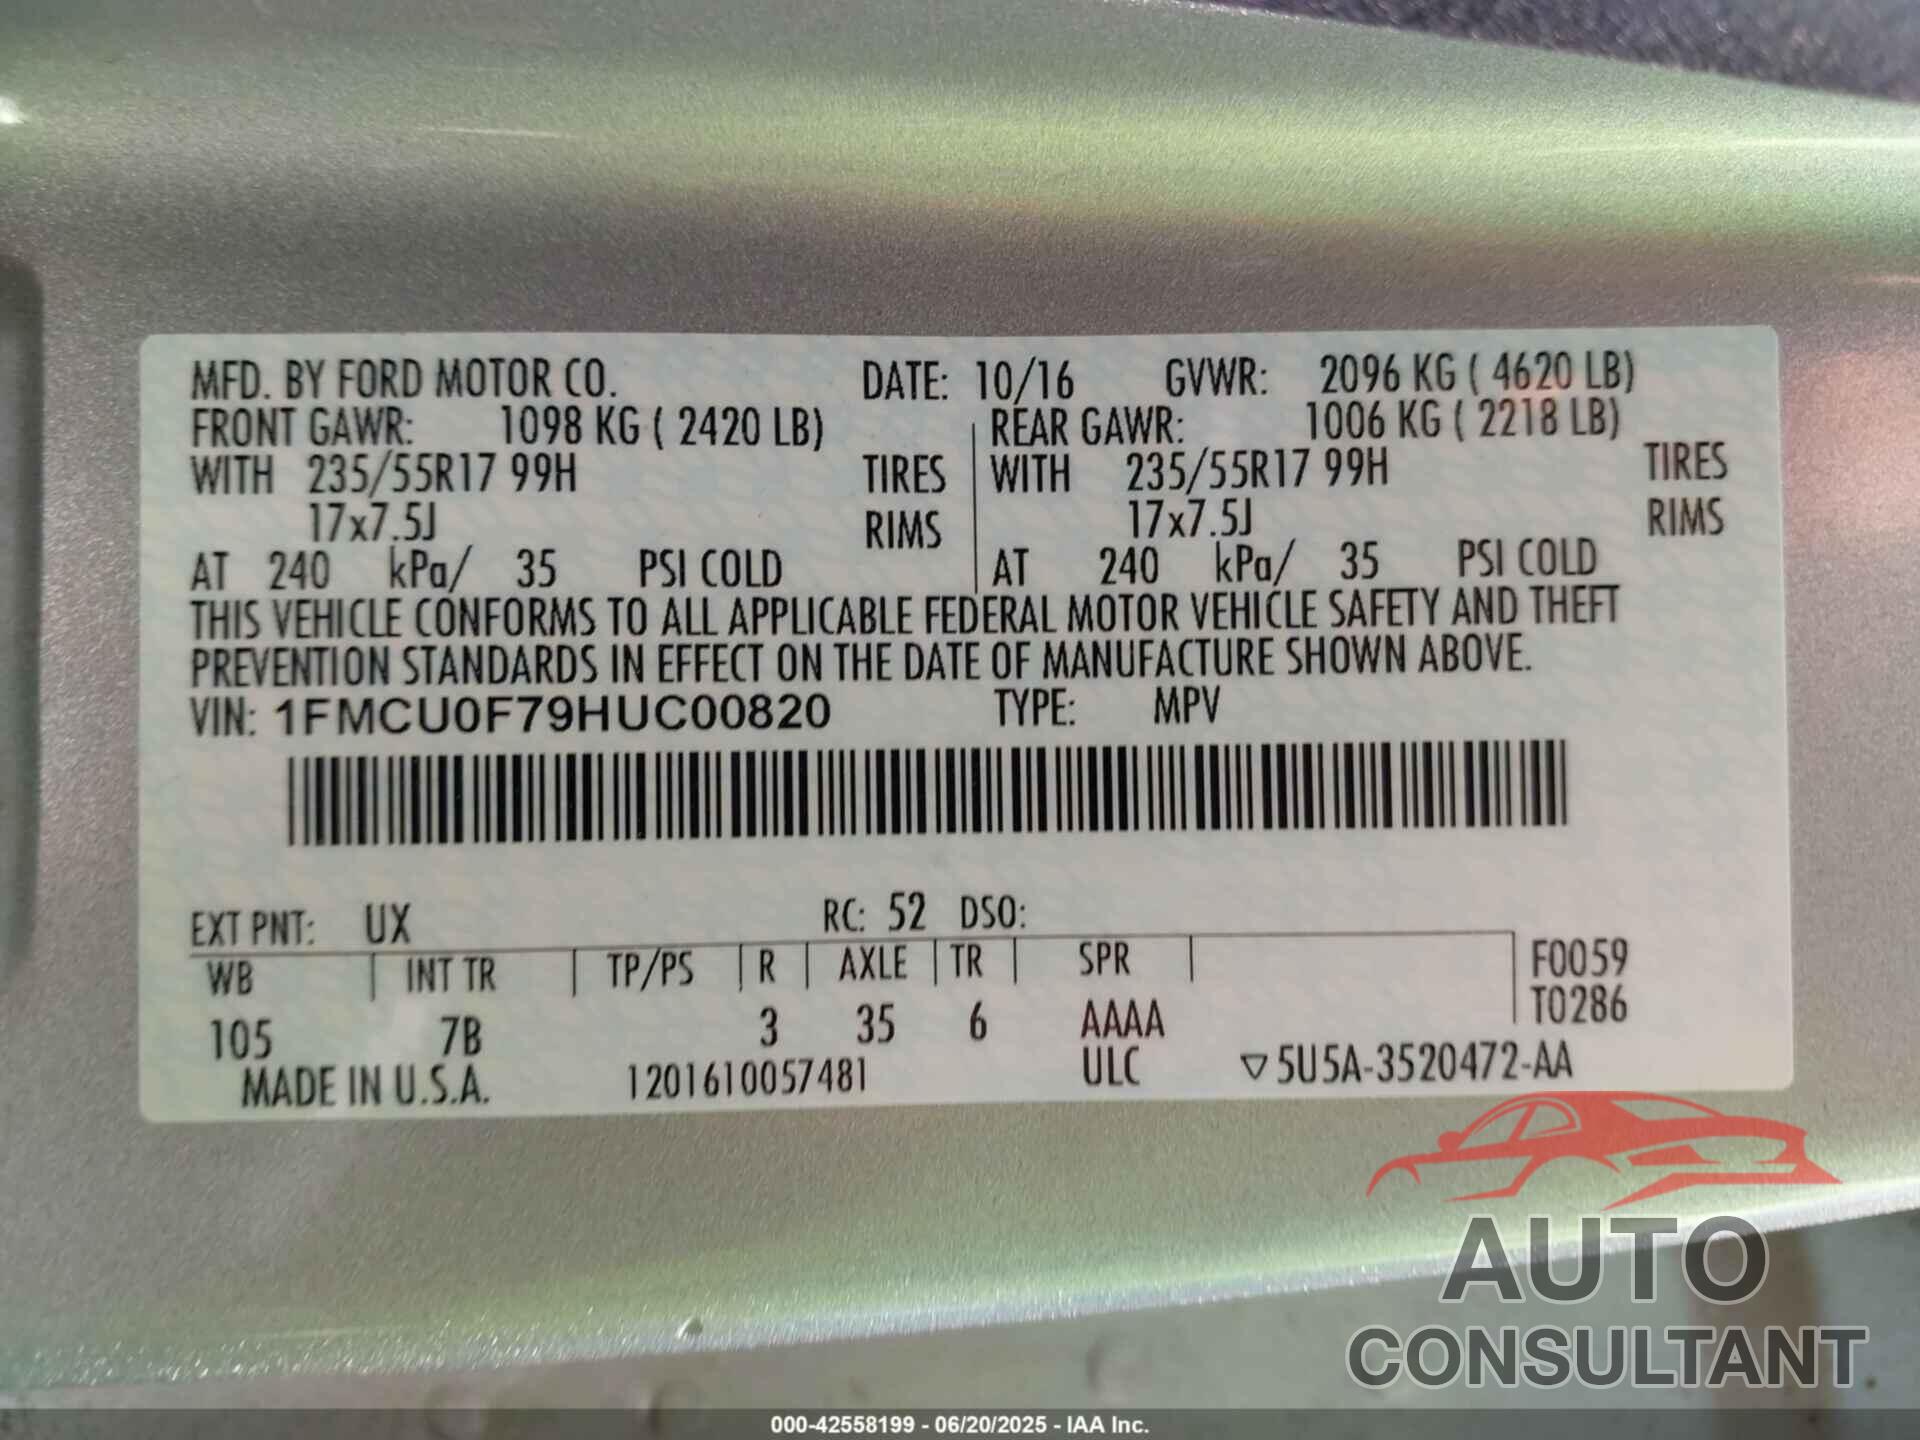 MFD. BY FORD MOTOR CO. DATE: 10/16 GVWR: 2096 KG ( 4620 LB)
FRONT GAWR: 1098 KG ( 2420 LB) REAR GAWR: 1006 KG ( 2218 LB)
WITH 235/55R17 99H TIRES WITH 235/55R17 99H TIRES
17x7.5J RIMS 17x7.5J RIMS
AT 240 kPa/ 35 PSI COLD AT 240 kPa/ 35 PSI COLD
THIS VEHICLE CONFORMS TO ALL APPLICABLE FEDERAL MOTOR VEHICLE SAFETY AND THEFT
PREVENTION STANDARDS IN EFFECT ON THE DATE OF MANUFACTURE SHOWN ABOVE.
VIN: 1FMCU0F79HUC00820 TYPE: MPV
EXT PNT: UX RC: 52 DSO:
WB INT TR TP/PS R AXLE TR SPR F0059
T0286
105 7B 3 35 6 AAAA
MADE IN U.S.A. 1201610057481 ULC ▽5U5A-3520472-AA
AUTO
CONSULTANT
000-42558199 - 06/20/2025 - IAA Inc.